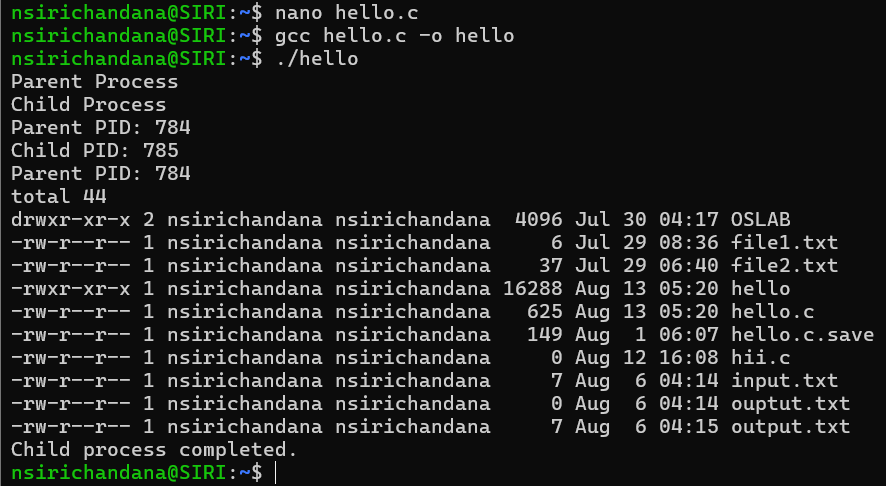 nsirichandana@SIRI:~$ nano hello.c
nsirichandana@SIRI:~$ gcc hello.c -o hello
nsirichandana@SIRI:~$ ./hello
Parent Process
Child Process
Parent PID: 784
Child PID: 785
Parent PID: 784
total 44
drwxr-xr-x 2 nsirichandana nsirichandana  4096 Jul 30 04:17 OSLAB
-rw-r--r-- 1 nsirichandana nsirichandana     6 Jul 29 08:36 file1.txt
-rw-r--r-- 1 nsirichandana nsirichandana    37 Jul 29 06:40 file2.txt
-rwxr-xr-x 1 nsirichandana nsirichandana 16288 Aug 13 05:20 hello
-rw-r--r-- 1 nsirichandana nsirichandana   625 Aug 13 05:20 hello.c
-rw-r--r-- 1 nsirichandana nsirichandana   149 Aug  1 06:07 hello.c.save
-rw-r--r-- 1 nsirichandana nsirichandana     0 Aug 12 16:08 hii.c
-rw-r--r-- 1 nsirichandana nsirichandana     7 Aug  6 04:14 input.txt
-rw-r--r-- 1 nsirichandana nsirichandana     0 Aug  6 04:14 ouptut.txt
-rw-r--r-- 1 nsirichandana nsirichandana     7 Aug  6 04:15 output.txt
Child process completed.
nsirichandana@SIRI:~$